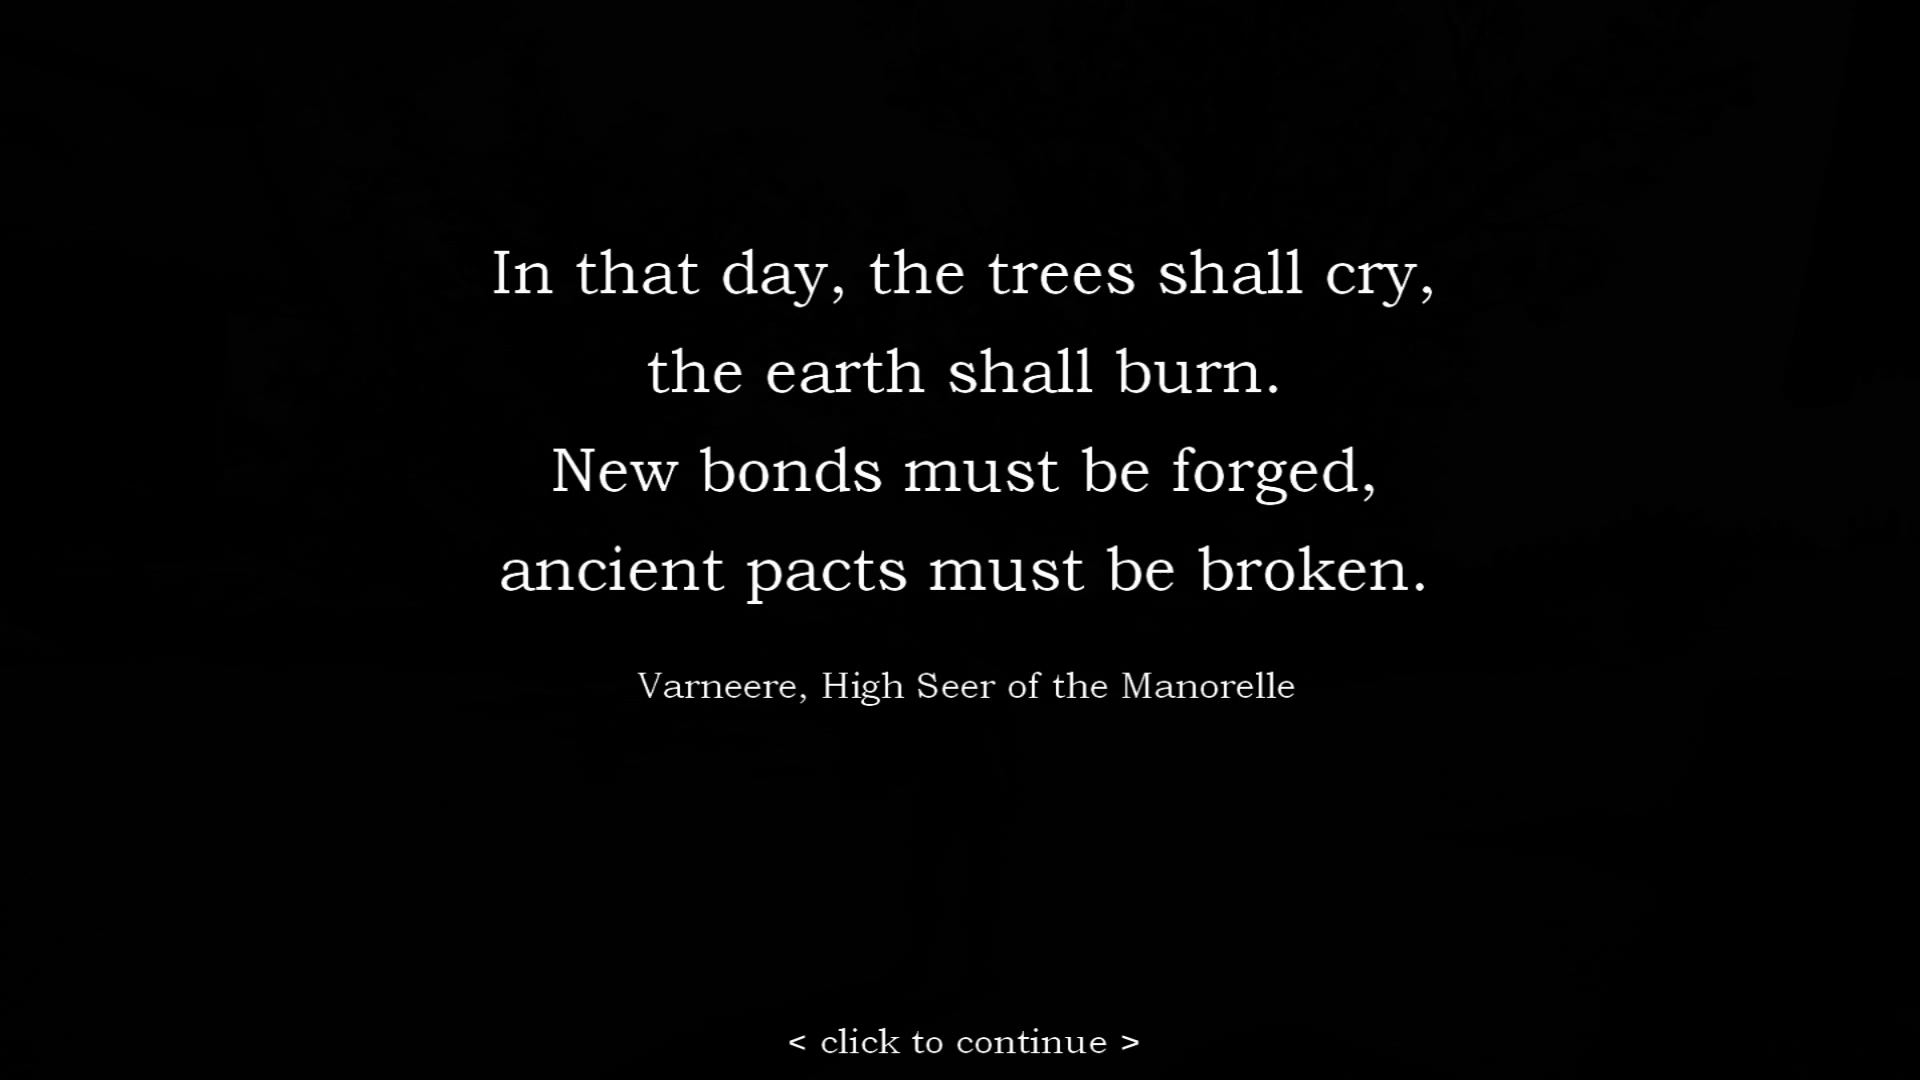 In that day, the trees shall cry,
the earth shall burn.
New bonds must be forged,
ancient pacts must be broken.
Varneere, High Seer of the Manorelle
< click to continue >